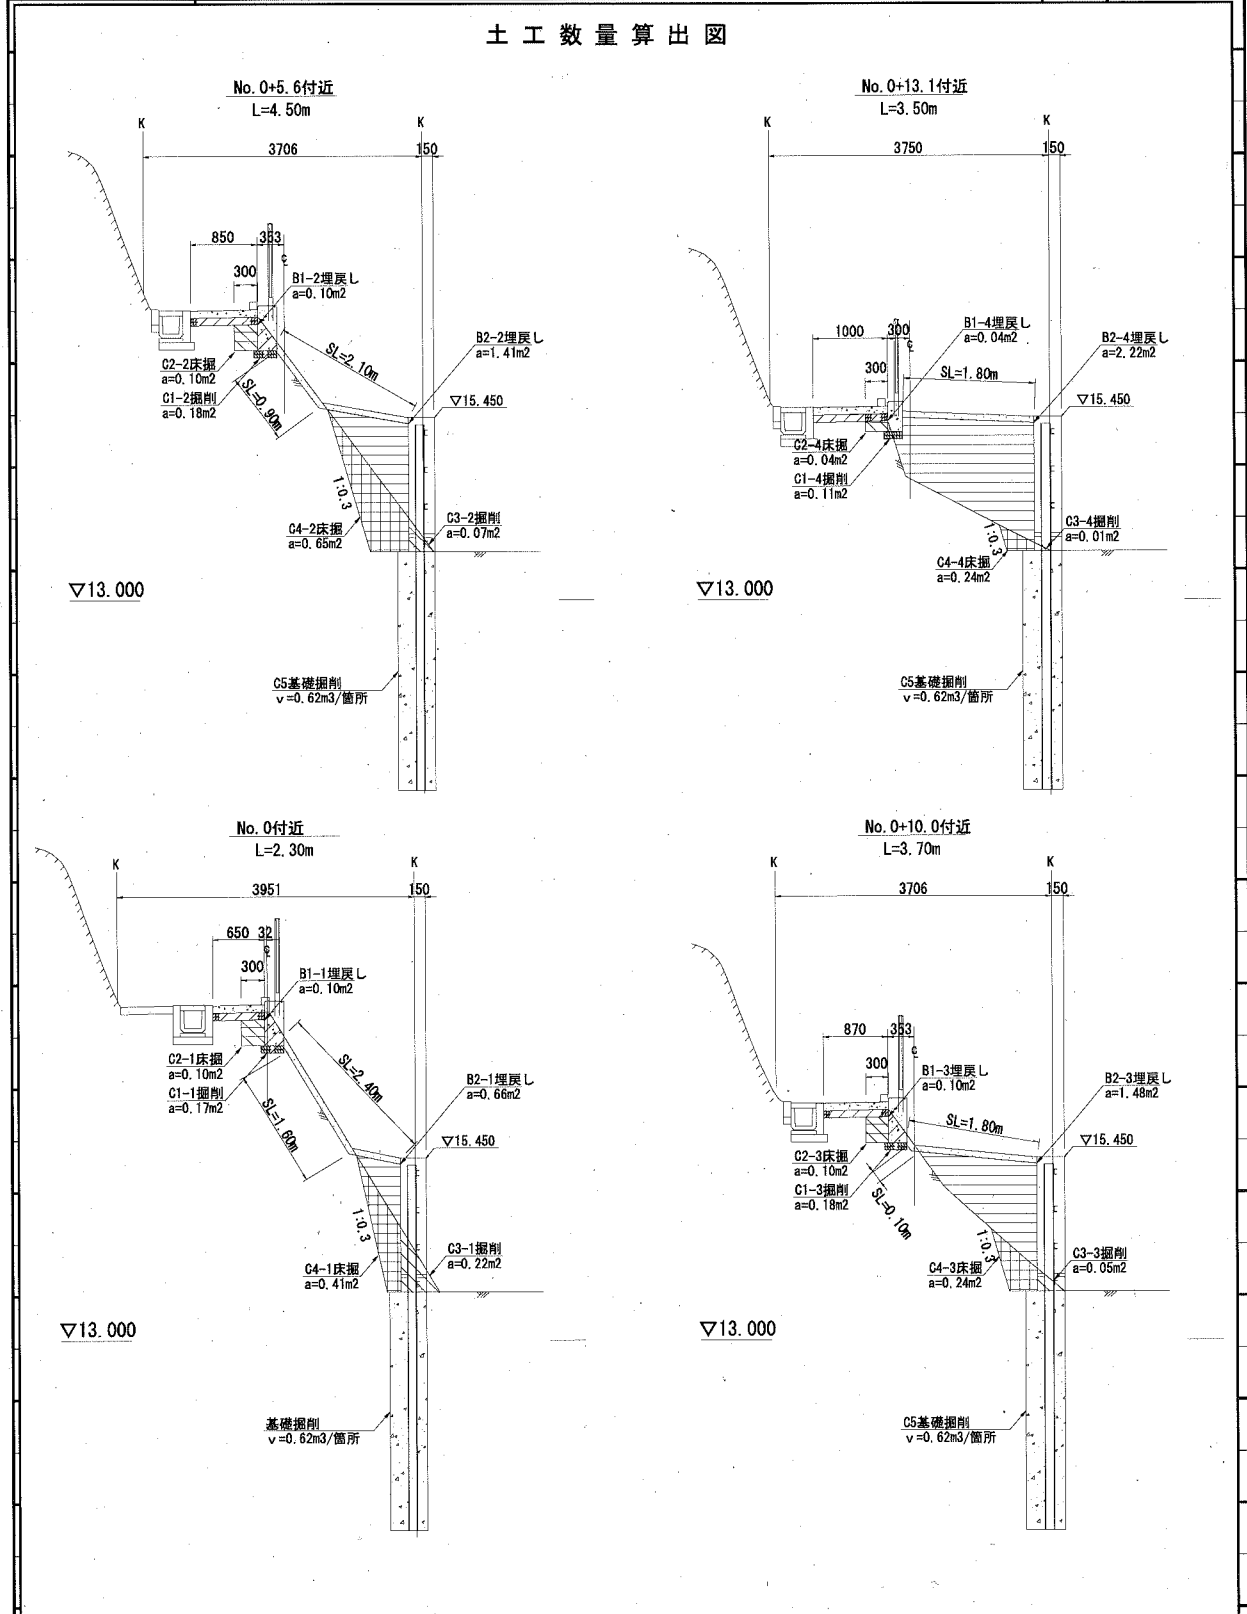 土工数量算出図
No.0+5.6付近
L=4.50m
K
K
3706
150
850
353
℄
300
B1-2埋戻し
a=0.10m2
SL=2.10m
B2-2埋戻し
a=1.41m2
C2-2床掘
a=0.10m2
C1-2掘削
a=0.18m2
SL=0.90m
▽15.450
1:0.3
C4-2床掘
a=0.65m2
C3-2掘削
a=0.07m2
▽13.000
C5基礎掘削
v=0.62m3/箇所
No.0+13.1付近
L=3.50m
K
K
3750
150
1000
300
℄
300
B1-4埋戻し
a=0.04m2
SL=1.80m
B2-4埋戻し
a=2.22m2
▽15.450
C2-4床掘
a=0.04m2
C1-4掘削
a=0.11m2
1:0.3
C3-4掘削
a=0.01m2
C4-4床掘
a=0.24m2
▽13.000
C5基礎掘削
v=0.62m3/箇所
No.0付近
L=2.30m
K
K
3951
150
650
32
℄
300
B1-1埋戻し
a=0.10m2
C2-1床掘
a=0.10m2
C1-1掘削
a=0.17m2
SL=2.40m
SL=1.60m
B2-1埋戻し
a=0.66m2
▽15.450
1:0.3
C4-1床掘
a=0.41m2
C3-1掘削
a=0.22m2
▽13.000
基礎掘削
v=0.62m3/箇所
No.0+10.0付近
L=3.70m
K
K
3706
150
870
353
℄
300
B1-3埋戻し
a=0.10m2
SL=1.80m
B2-3埋戻し
a=1.48m2
▽15.450
C2-3床掘
a=0.10m2
C1-3掘削
a=0.18m2
SL=0.10m
1:0.3
C4-3床掘
a=0.24m2
C3-3掘削
a=0.05m2
▽13.000
C5基礎掘削
v=0.62m3/箇所